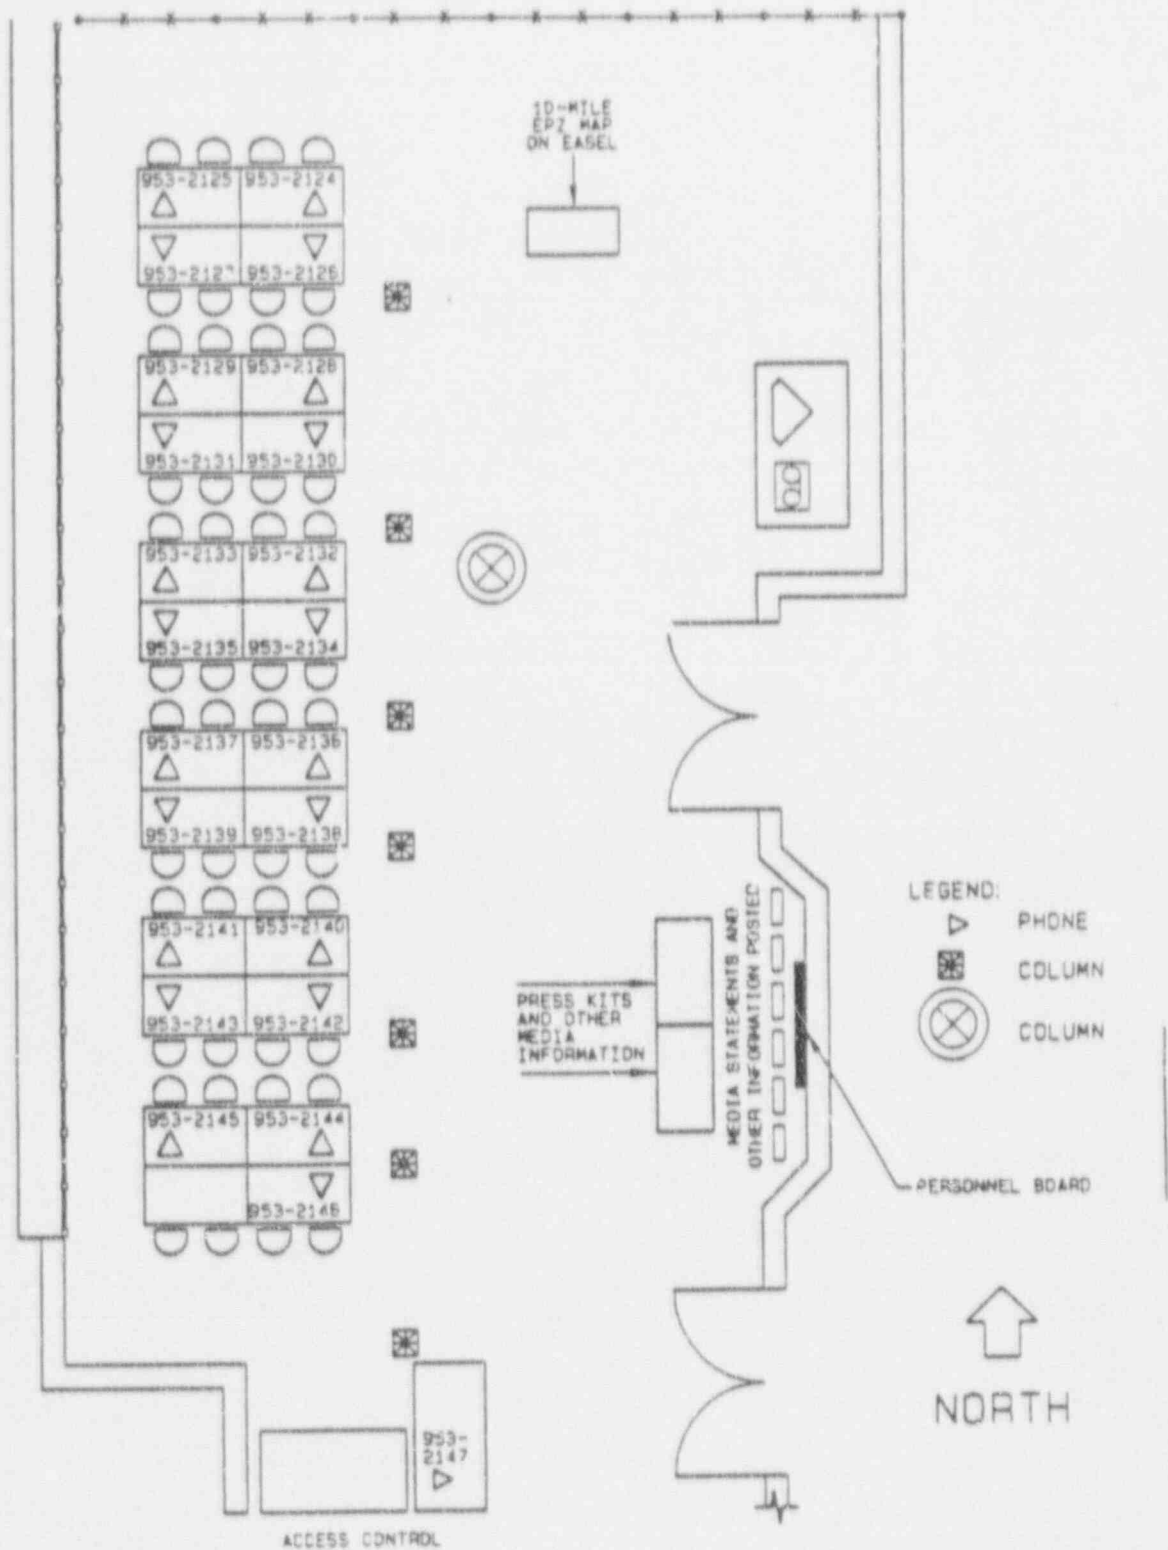 10-MILE
EPZ MAP
ON EASEL
953-2125 953-2124
953-2127 953-2126
953-2129 953-2128
953-2131 953-2130
953-2133 953-2132
953-2135 953-2134
953-2137 953-2136
953-2139 953-2138
953-2141 953-2140
953-2143 953-2142
953-2145 953-2144
953-2146
PRESS KITS
AND OTHER
MEDIA
INFORMATION
MEDIA STATEMENTS AND
OTHER INFORMATION POSTED
LEGEND:
PHONE
COLUMN
COLUMN
PERSONNEL BOARD
NORTH
953-
2147
ACCESS CONTROL